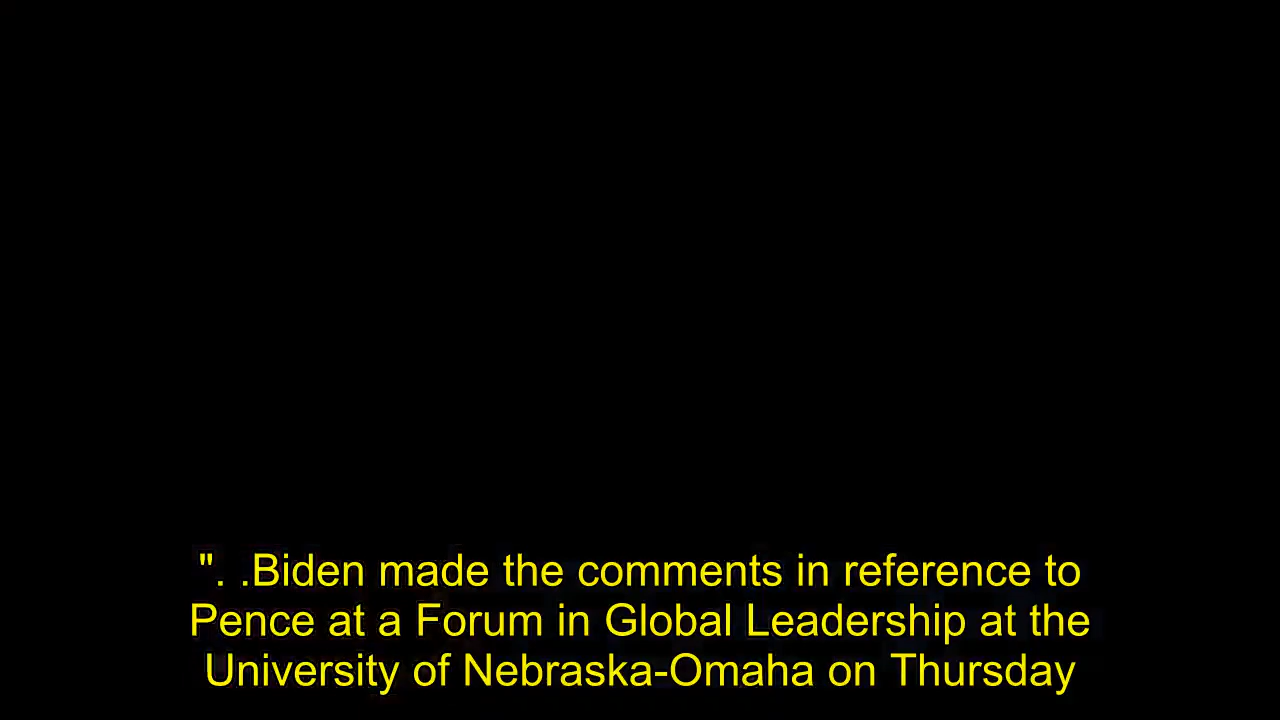 ". .Biden made the comments in reference to
Pence at a Forum in Global Leadership at the
University of Nebraska-Omaha on Thursday